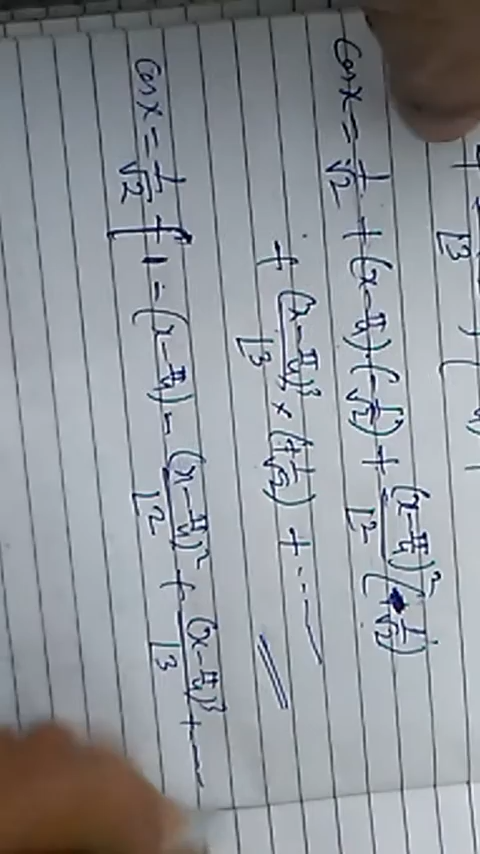 Cos x = 1/√2 + (x - π/4)·(-1/√2) + (x - π/4)²/⌊2 (-1/√2)
+ (x - π/4)³/⌊3 × (+1/√2) + .....
Cos x = 1/√2 [1 - (x - π/4) - (x - π/4)²/⌊2 + (x - π/4)³/⌊3 + ....